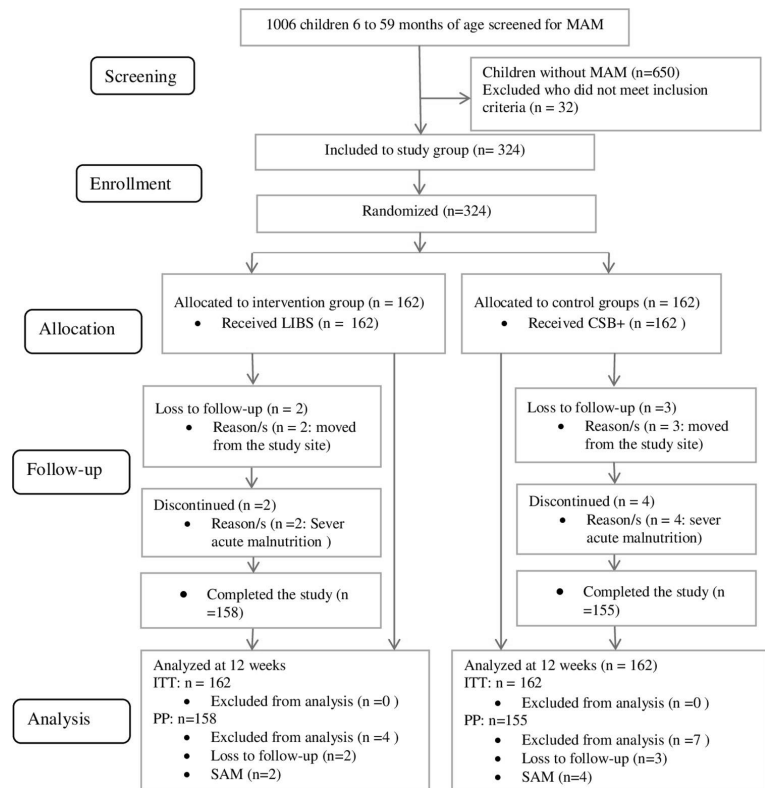 1006 children 6 to 59 months of age screened for MAM
Screening
Children without MAM (n=650)
Excluded who did not meet inclusion
criteria (n = 32)
Included to study group (n= 324)
Enrollment
Randomized (n=324)
Allocation
Allocated to intervention group (n = 162)
● Received LIBS (n = 162)
Allocated to control groups (n = 162)
● Received CSB+ (n =162 )
Follow-up
Loss to follow-up (n = 2)
● Reason/s (n = 2: moved
from the study site)
Loss to follow-up (n =3)
● Reason/s (n = 3: moved
from the study site)
Discontinued (n =2)
● Reason/s (n =2: Sever
acute malnutrition )
Discontinued (n = 4)
● Reason/s (n = 4: sever
acute malnutrition)
● Completed the study (n
=158)
● Completed the study (n
=155)
Analysis
Analyzed at 12 weeks
ITT: n = 162
● Excluded from analysis (n =0 )
PP: n=158
● Excluded from analysis (n =4 )
● Loss to follow-up (n=2)
● SAM (n=2)
Analyzed at 12 weeks (n = 162)
ITT: n = 162
● Excluded from analysis (n =0 )
PP: n=155
● Excluded from analysis (n =7 )
● Loss to follow-up (n=3)
● SAM (n=4)